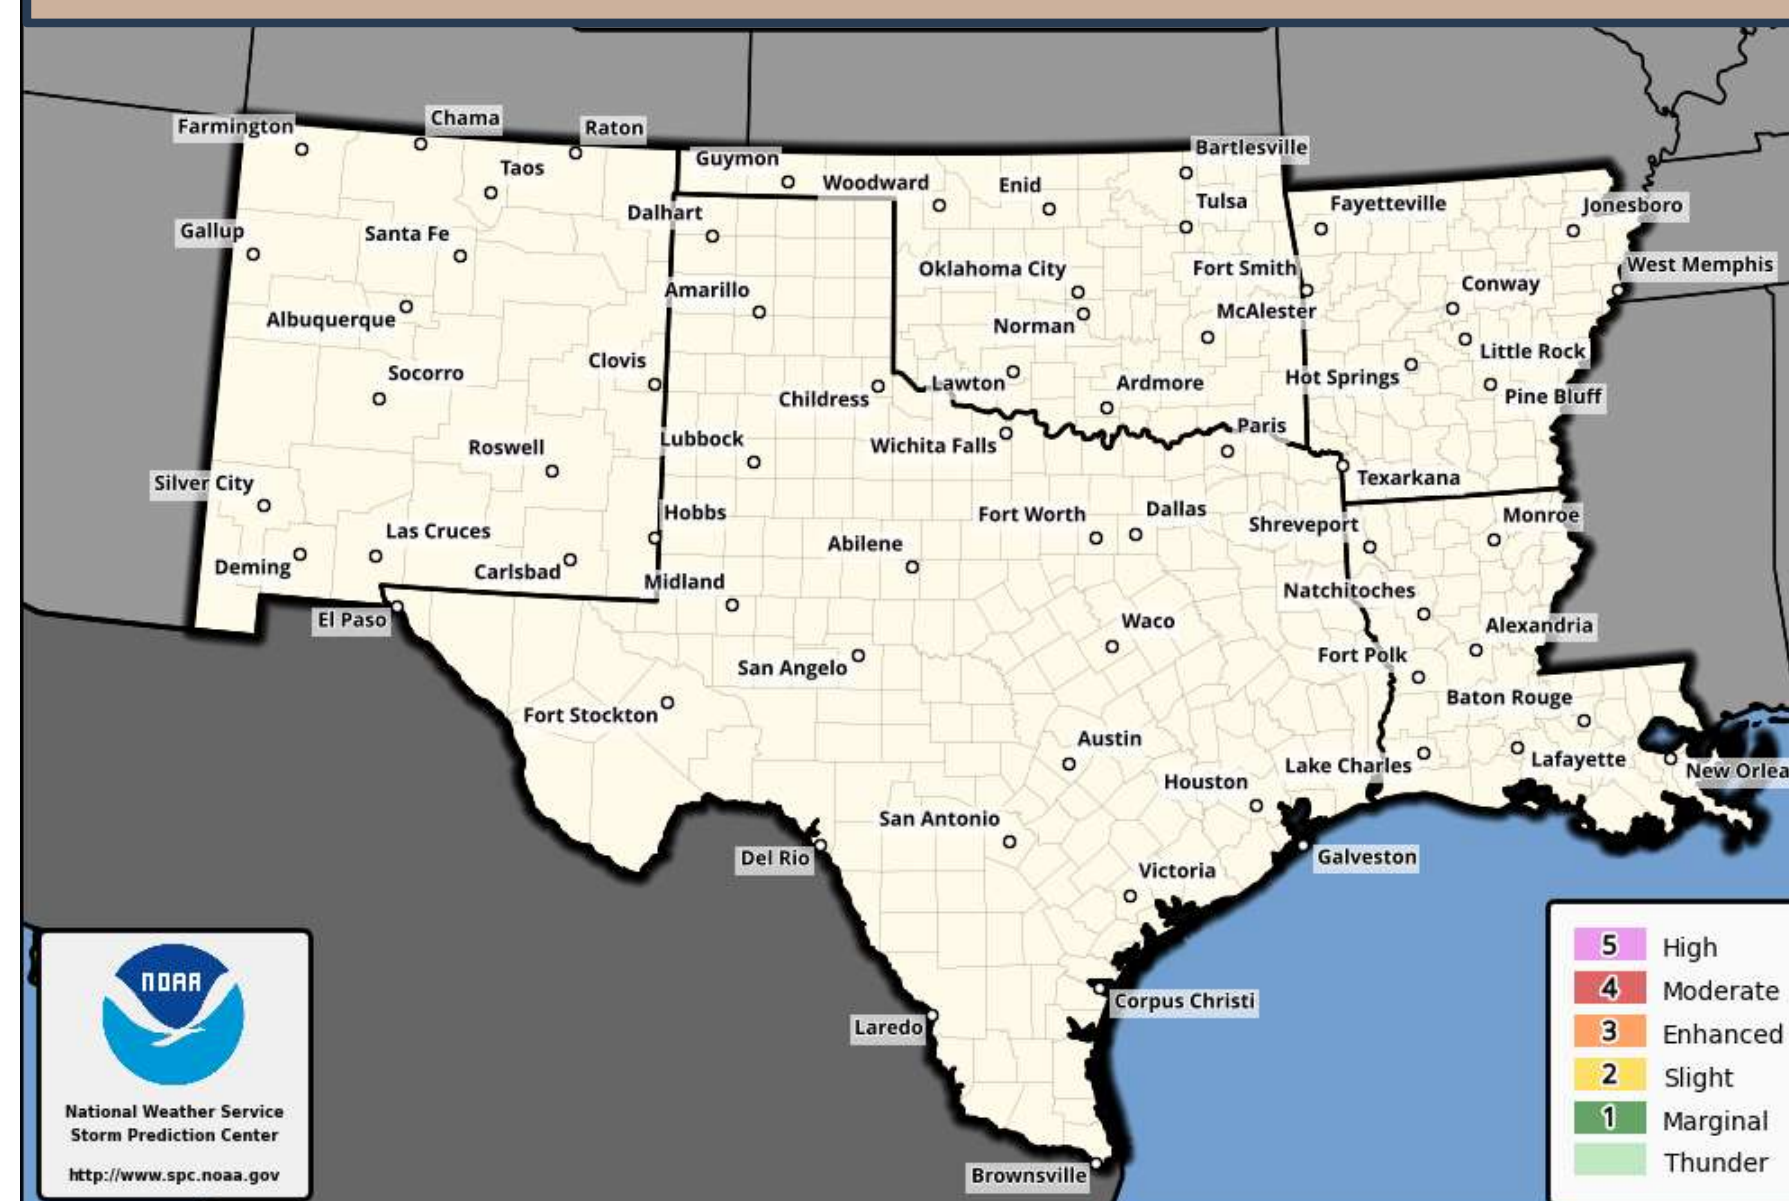 Chama
Farmington
Raton
Taos
Guymon
Bartlesville
Woodward
Enid
Tulsa
Fayetteville
Jonesboro
Dalhart
Gallup
Santa Fe
Oklahoma City
Fort Smith
West Memphis
Conway
Amarillo
McAlester
Albuquerque
Norman
Little Rock
Clovis
Socorro
Lawton
Ardmore
Hot Springs
Childress
Pine Bluff
Paris
Lubbock
Wichita Falls
Roswell
Texarkana
Silver City
Hobbs
Fort Worth
Dallas
Shreveport
Monroe
Las Cruces
Abilene
Deming
Carlsbad
Midland
Natchitoches
El Paso
Waco
Alexandria
San Angelo
Fort Polk
Baton Rouge
Fort Stockton
Austin
Lake Charles
Lafayette
New Orlea
Houston
San Antonio
Del Rio
Galveston
Victoria
Corpus Christi
Laredo
Brownsville
NOAA
National Weather Service
Storm Prediction Center
http://www.spc.noaa.gov
5 High
4 Moderate
3 Enhanced
2 Slight
1 Marginal
Thunder